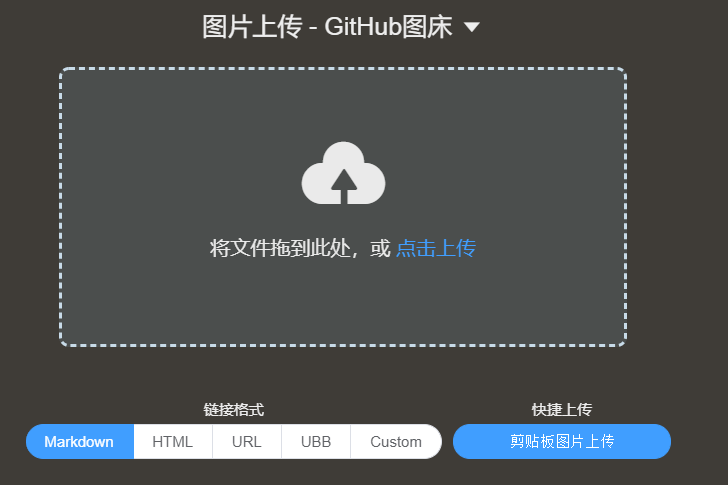 图片上传 - GitHub图床
将文件拖到此处，或 点击上传
链接格式
快捷上传
Markdown HTML URL UBB Custom
剪贴板图片上传